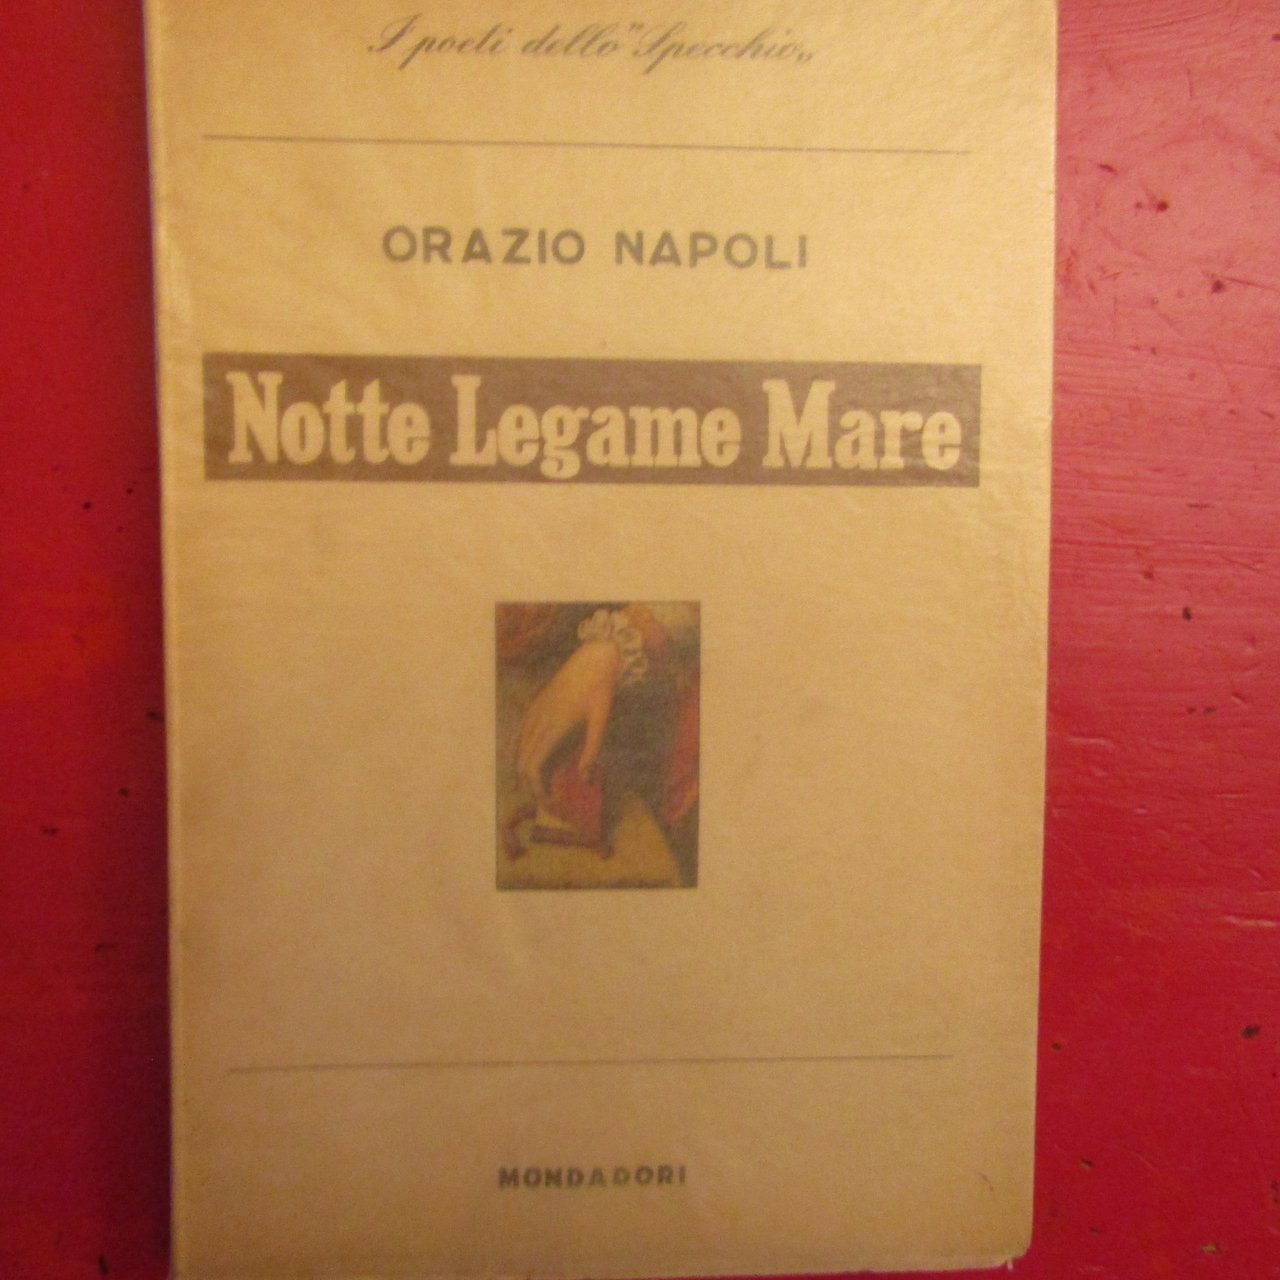 I poeti dello "Specchio„
ORAZIO NAPOLI
Notte Legame Mare
MONDADORI